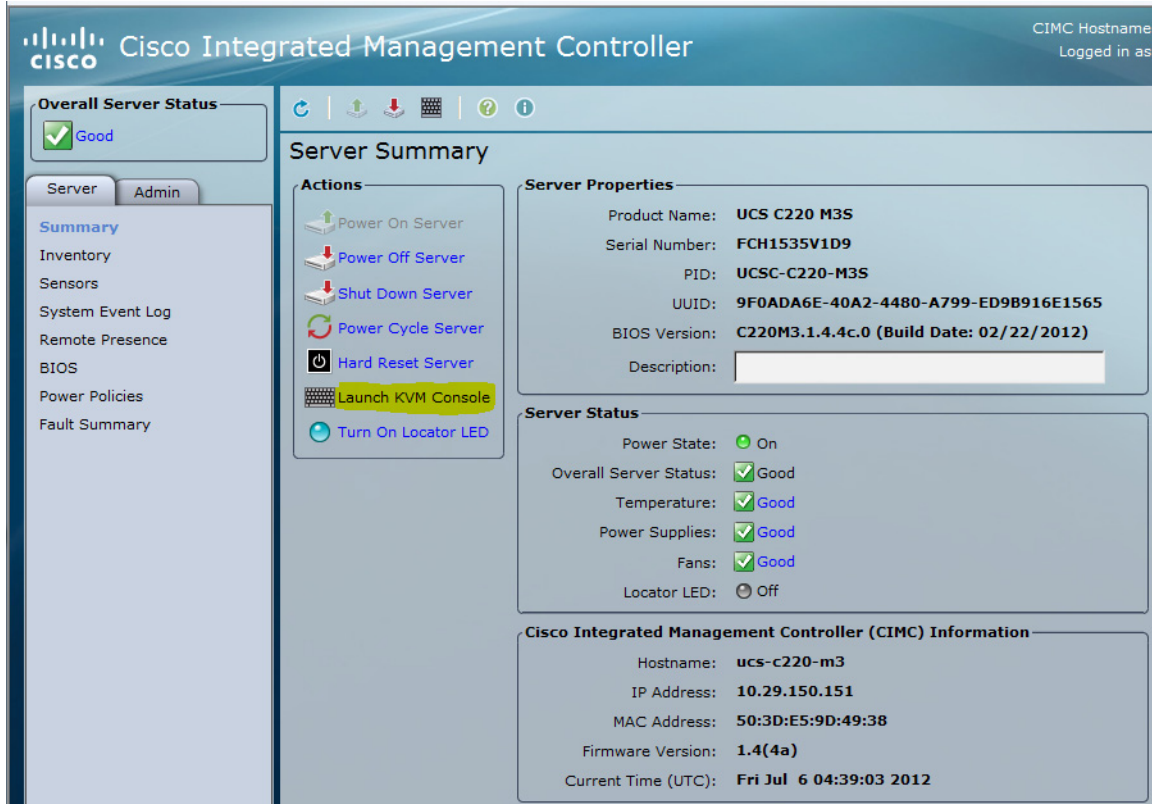 CISCO Cisco Integrated Management Controller
CIMC Hostname
Logged in as
Overall Server Status
Good
Server Admin
Summary
Inventory
Sensors
System Event Log
Remote Presence
BIOS
Power Policies
Fault Summary
Server Summary
Actions
Power On Server
Power Off Server
Shut Down Server
Power Cycle Server
Hard Reset Server
Launch KVM Console
Turn On Locator LED
Server Properties
Product Name: UCS C220 M3S
Serial Number: FCH1535V1D9
PID: UCSC-C220-M3S
UUID: 9F0ADA6E-40A2-4480-A799-ED9B916E1565
BIOS Version: C220M3.1.4.4c.0 (Build Date: 02/22/2012)
Description:
Server Status
Power State: On
Overall Server Status: Good
Temperature: Good
Power Supplies: Good
Fans: Good
Locator LED: Off
Cisco Integrated Management Controller (CIMC) Information
Hostname: ucs-c220-m3
IP Address: 10.29.150.151
MAC Address: 50:3D:E5:9D:49:38
Firmware Version: 1.4(4a)
Current Time (UTC): Fri Jul 6 04:39:03 2012